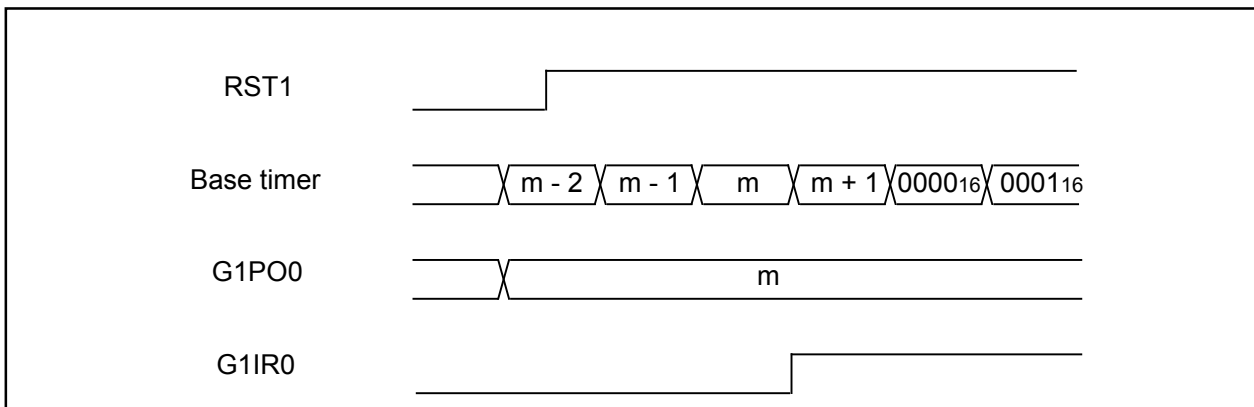 RST1
Base timer
m - 2 m - 1 m m + 1 0000₁₆ 0001₁₆
G1PO0
m
G1IR0